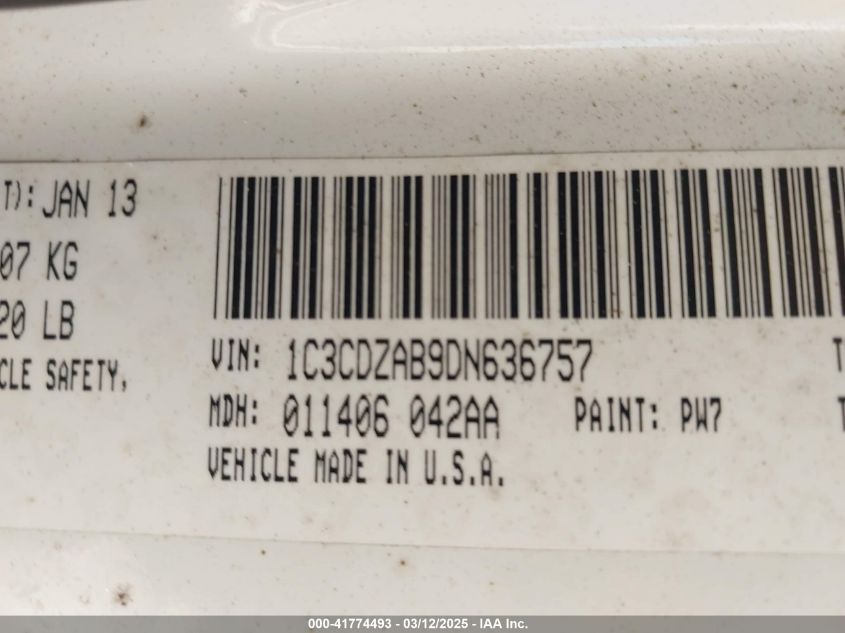 T): JAN 13
07 KG
20 LB
CLE SAFETY,
VIN: 1C3CDZAB9DN636757
MDH: 011406 042AA PAINT: PW7
VEHICLE MADE IN U.S.A.
T
T
000-41774493 - 03/12/2025 - IAA Inc.